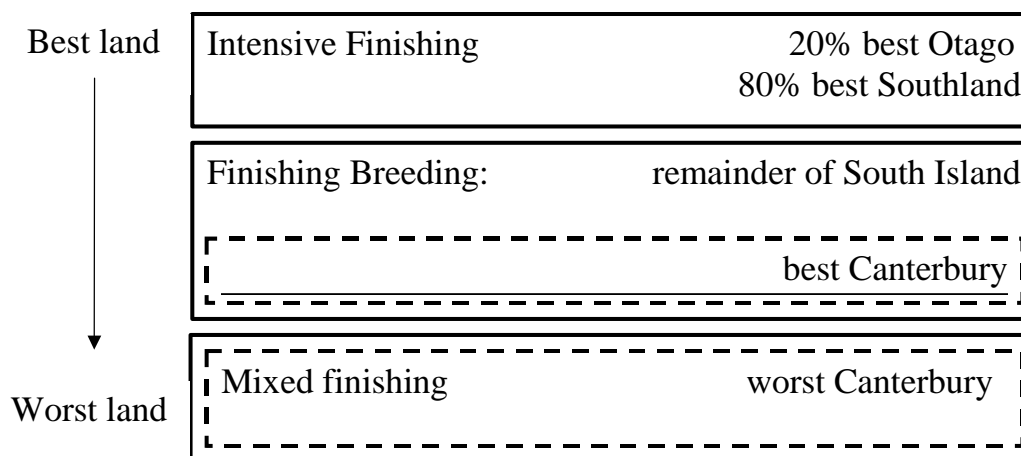 Best land
Intensive Finishing 20% best Otago
80% best Southland
Finishing Breeding: remainder of South Island
best Canterbury
Mixed finishing worst Canterbury
Worst land